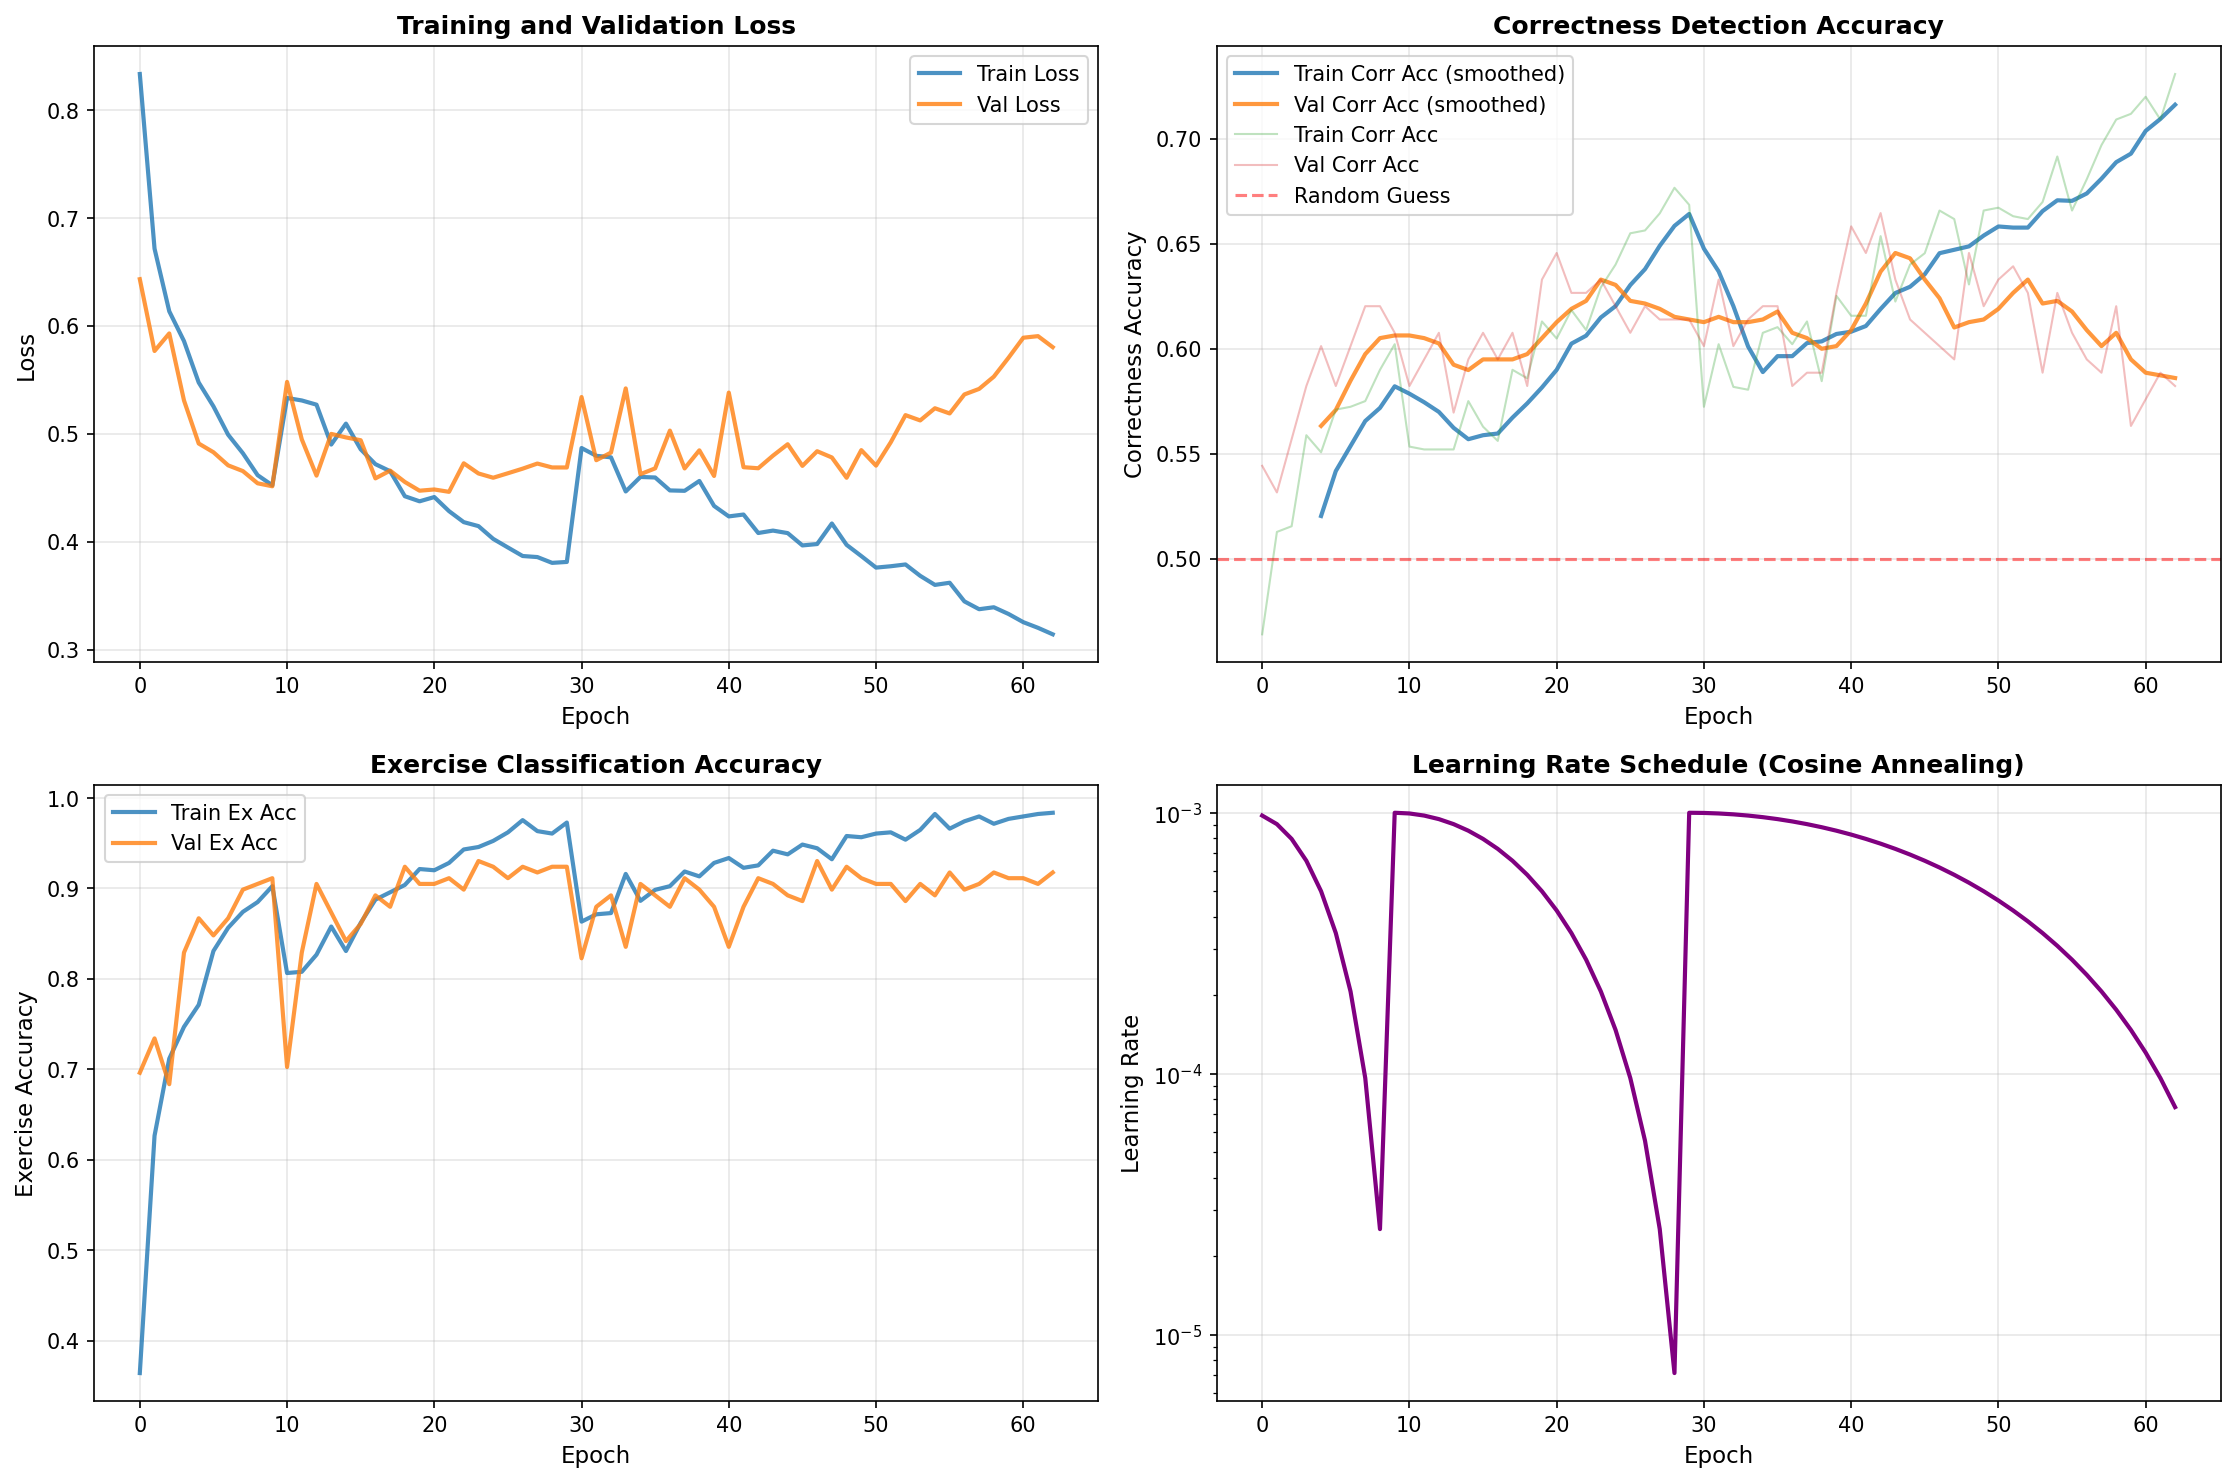 Training and Validation Loss
Train Loss
Val Loss
0.8
0.7
0.6
0.5
0.4
0.3
Loss
0
10
20
30
40
50
60
Epoch
Correctness Detection Accuracy
Train Corr Acc (smoothed)
Val Corr Acc (smoothed)
Train Corr Acc
Val Corr Acc
Random Guess
0.70
0.65
0.60
0.55
0.50
Correctness Accuracy
0
10
20
30
40
50
60
Epoch
Exercise Classification Accuracy
Train Ex Acc
Val Ex Acc
1.0
0.9
0.8
0.7
0.6
0.5
0.4
Exercise Accuracy
0
10
20
30
40
50
60
Epoch
Learning Rate Schedule (Cosine Annealing)
10⁻³
10⁻⁴
10⁻⁵
Learning Rate
0
10
20
30
40
50
60
Epoch